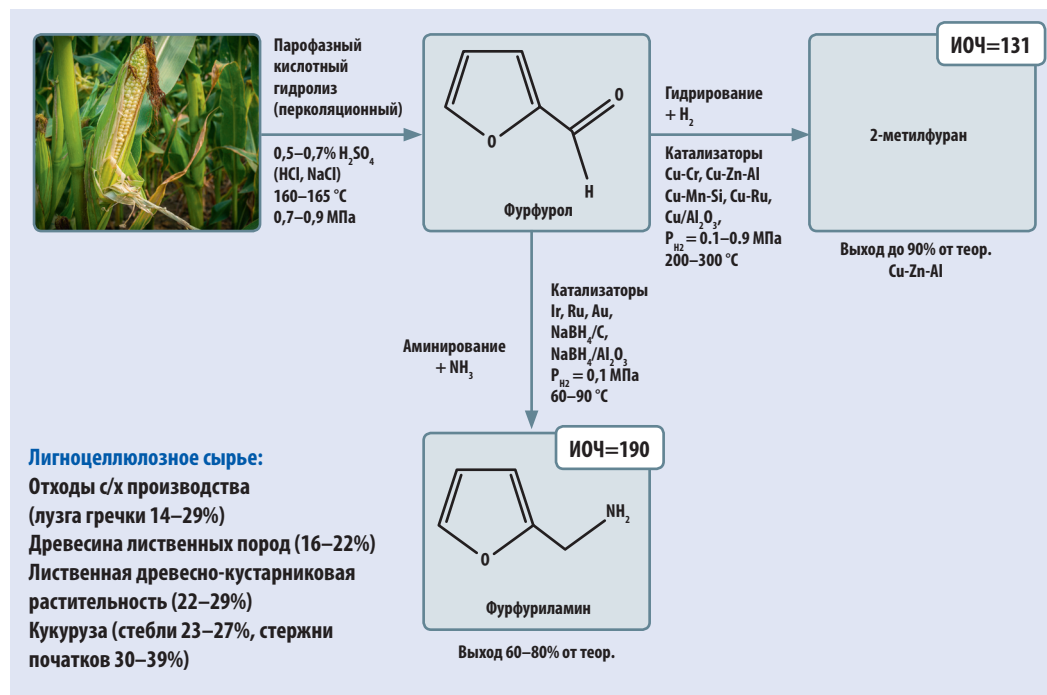 Парофазный
кислотный
гидролиз
(перколяционный)
0,5–0,7% H₂SO₄
(HCl, NaCl)
160–165 °C
0,7–0,9 МПа
O
O
H
Фурфурол
Гидрирование
+ H₂
Катализаторы
Cu-Cr, Cu-Zn-Al
Cu-Mn-Si, Cu-Ru,
Cu/Al₂O₃,
P_H2 = 0.1–0.9 МПа
200–300 °C
ИОЧ=131
2-метилфуран
Выход до 90% от теор.
Cu-Zn-Al
Аминирование
+ NH₃
Катализаторы
Ir, Ru, Au,
NaBH₄/C,
NaBH₄/Al₂O₃
P_H2 = 0,1 МПа
60–90 °C
ИОЧ=190
NH₂
O
Фурфуриламин
Выход 60–80% от теор.
Лигноцеллюлозное сырье:
Отходы с/х производства
(лузга гречки 14–29%)
Древесина лиственных пород (16–22%)
Лиственная древесно-кустарниковая
растительность (22–29%)
Кукуруза (стебли 23–27%, стержни
початков 30–39%)